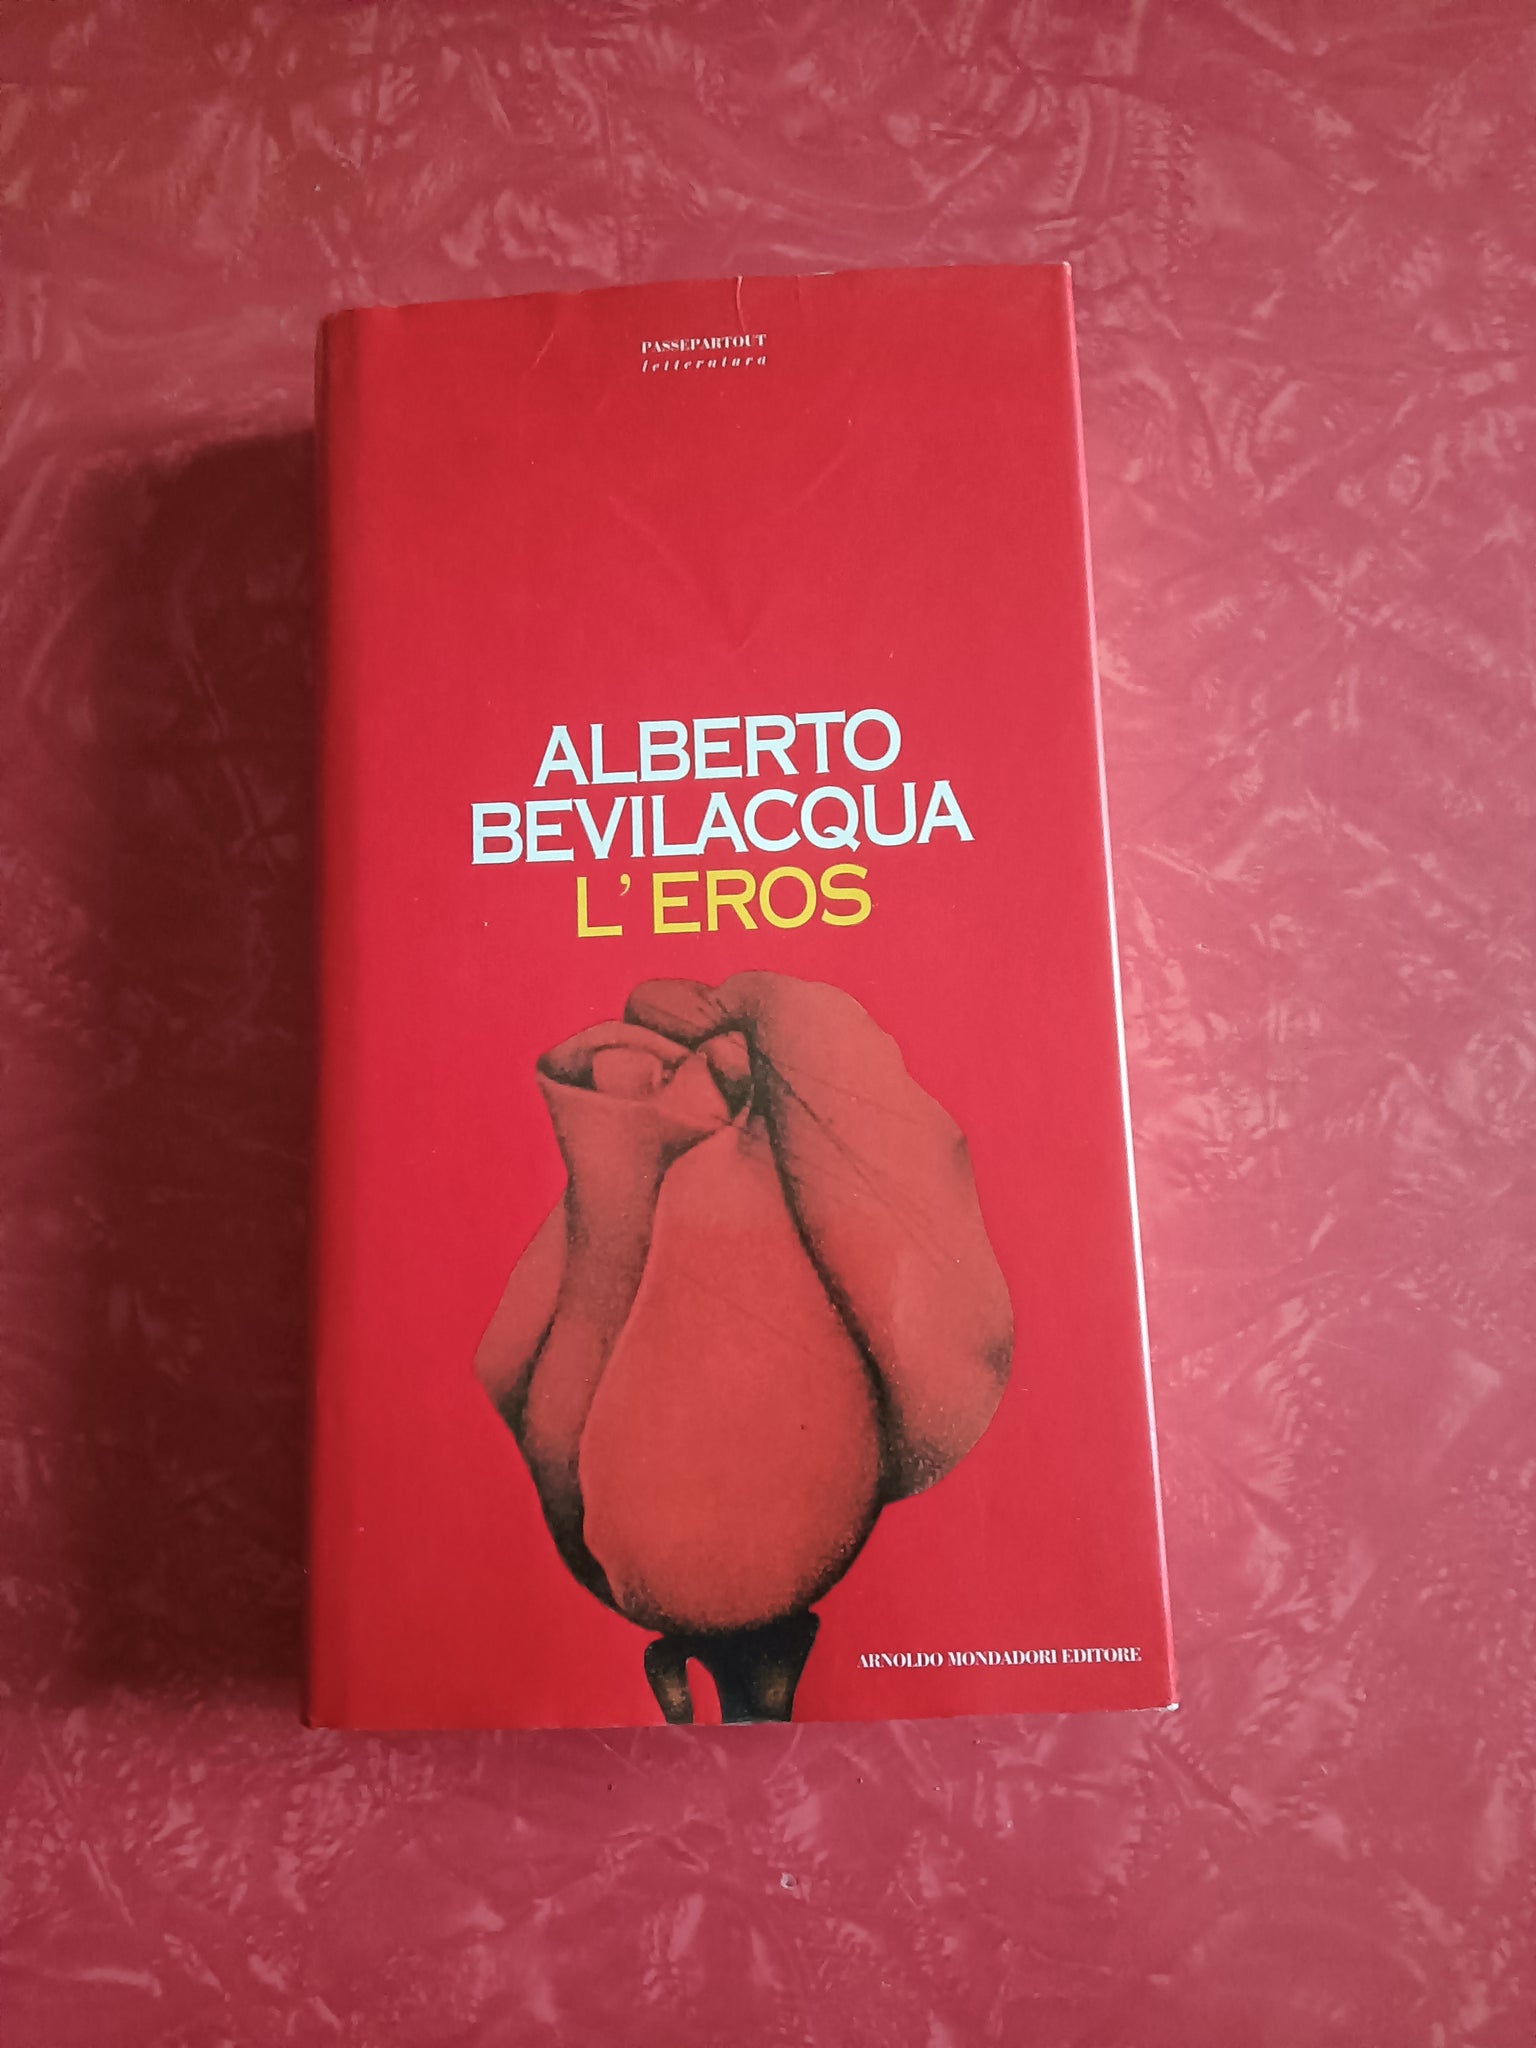 PASSEPARTOUT
letteratura
ALBERTO
BEVILACQUA
L'EROS
ARNOLDO MONDADORI EDITORE